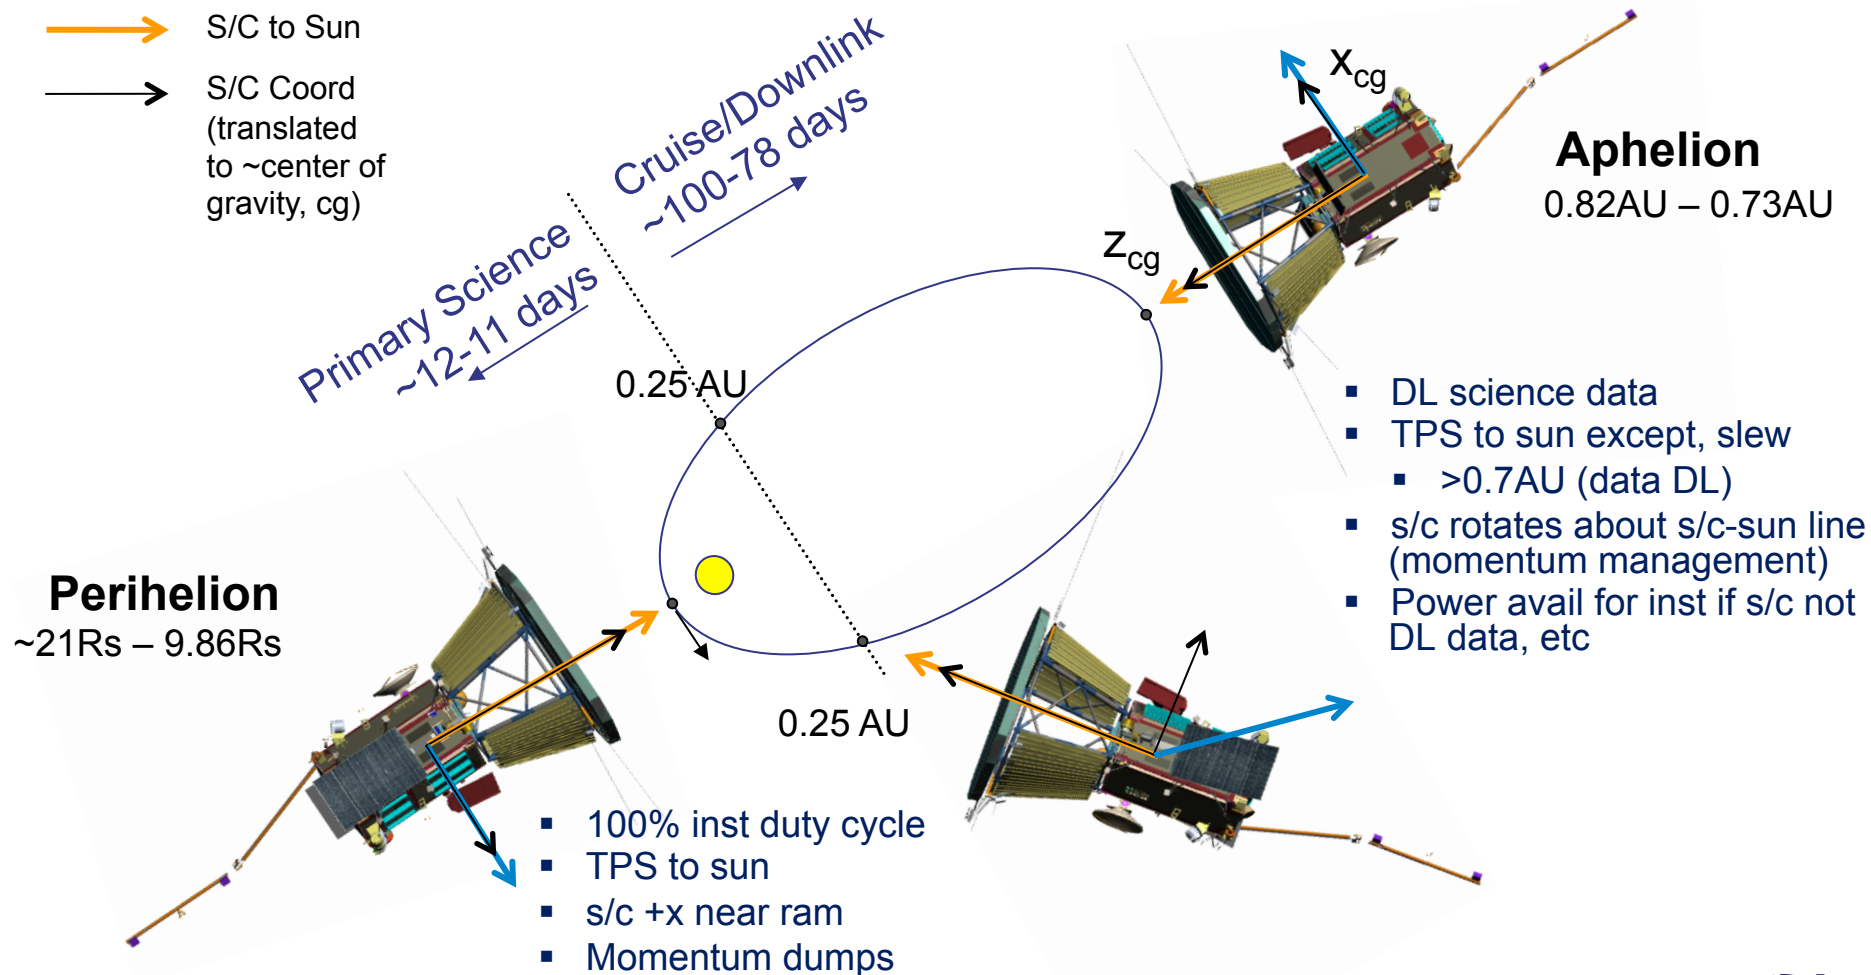 S/C to Sun
S/C Coord
(translated
to ~center of
gravity, cg)
Cruise/Downlink
~100-78 days
Primary Science
~12-11 days
Xcg
Zcg
Aphelion
0.82AU – 0.73AU
0.25 AU
▪ DL science data
▪ TPS to sun except, slew
▪ >0.7AU (data DL)
▪ s/c rotates about s/c-sun line
(momentum management)
▪ Power avail for inst if s/c not
DL data, etc
Perihelion
~21Rs – 9.86Rs
0.25 AU
▪ 100% inst duty cycle
▪ TPS to sun
▪ s/c +x near ram
▪ Momentum dumps